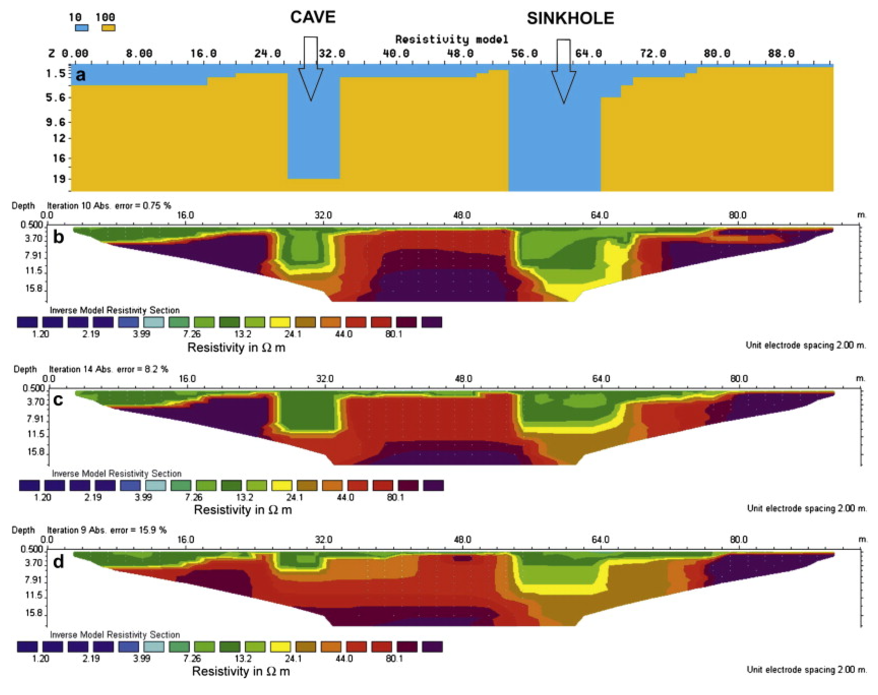 CAVE
SINKHOLE
10 100
Resistivity model
Z 0.00 8.00 16.0 24.0 32.0 40.0 48.0 56.0 64.0 72.0 80.0 88.0
a
1.5
5.6
9.6
12
16
19
Depth Iteration 10 Abs. error = 0.75 %
0.0 16.0 32.0 48.0 64.0 80.0 m.
b
0.500
3.70
7.91
11.5
15.8
Inverse Model Resistivity Section
1.20 2.19 3.99 7.26 13.2 24.1 44.0 80.1
Resistivity in Ω m
Unit electrode spacing 2.00 m.
Depth Iteration 14 Abs. error = 8.2 %
0.0 16.0 32.0 48.0 64.0 80.0 m.
c
0.500
3.70
7.91
11.5
15.8
Inverse Model Resistivity Section
1.20 2.19 3.99 7.26 13.2 24.1 44.0 80.1
Resistivity in Ω m
Unit electrode spacing 2.00 m.
Depth Iteration 9 Abs. error = 15.9 %
0.0 16.0 32.0 48.0 64.0 80.0 m.
d
0.500
3.70
7.91
11.5
15.8
Inverse Model Resistivity Section
1.20 2.19 3.99 7.26 13.2 24.1 44.0 80.1
Resistivity in Ω m
Unit electrode spacing 2.00 m.